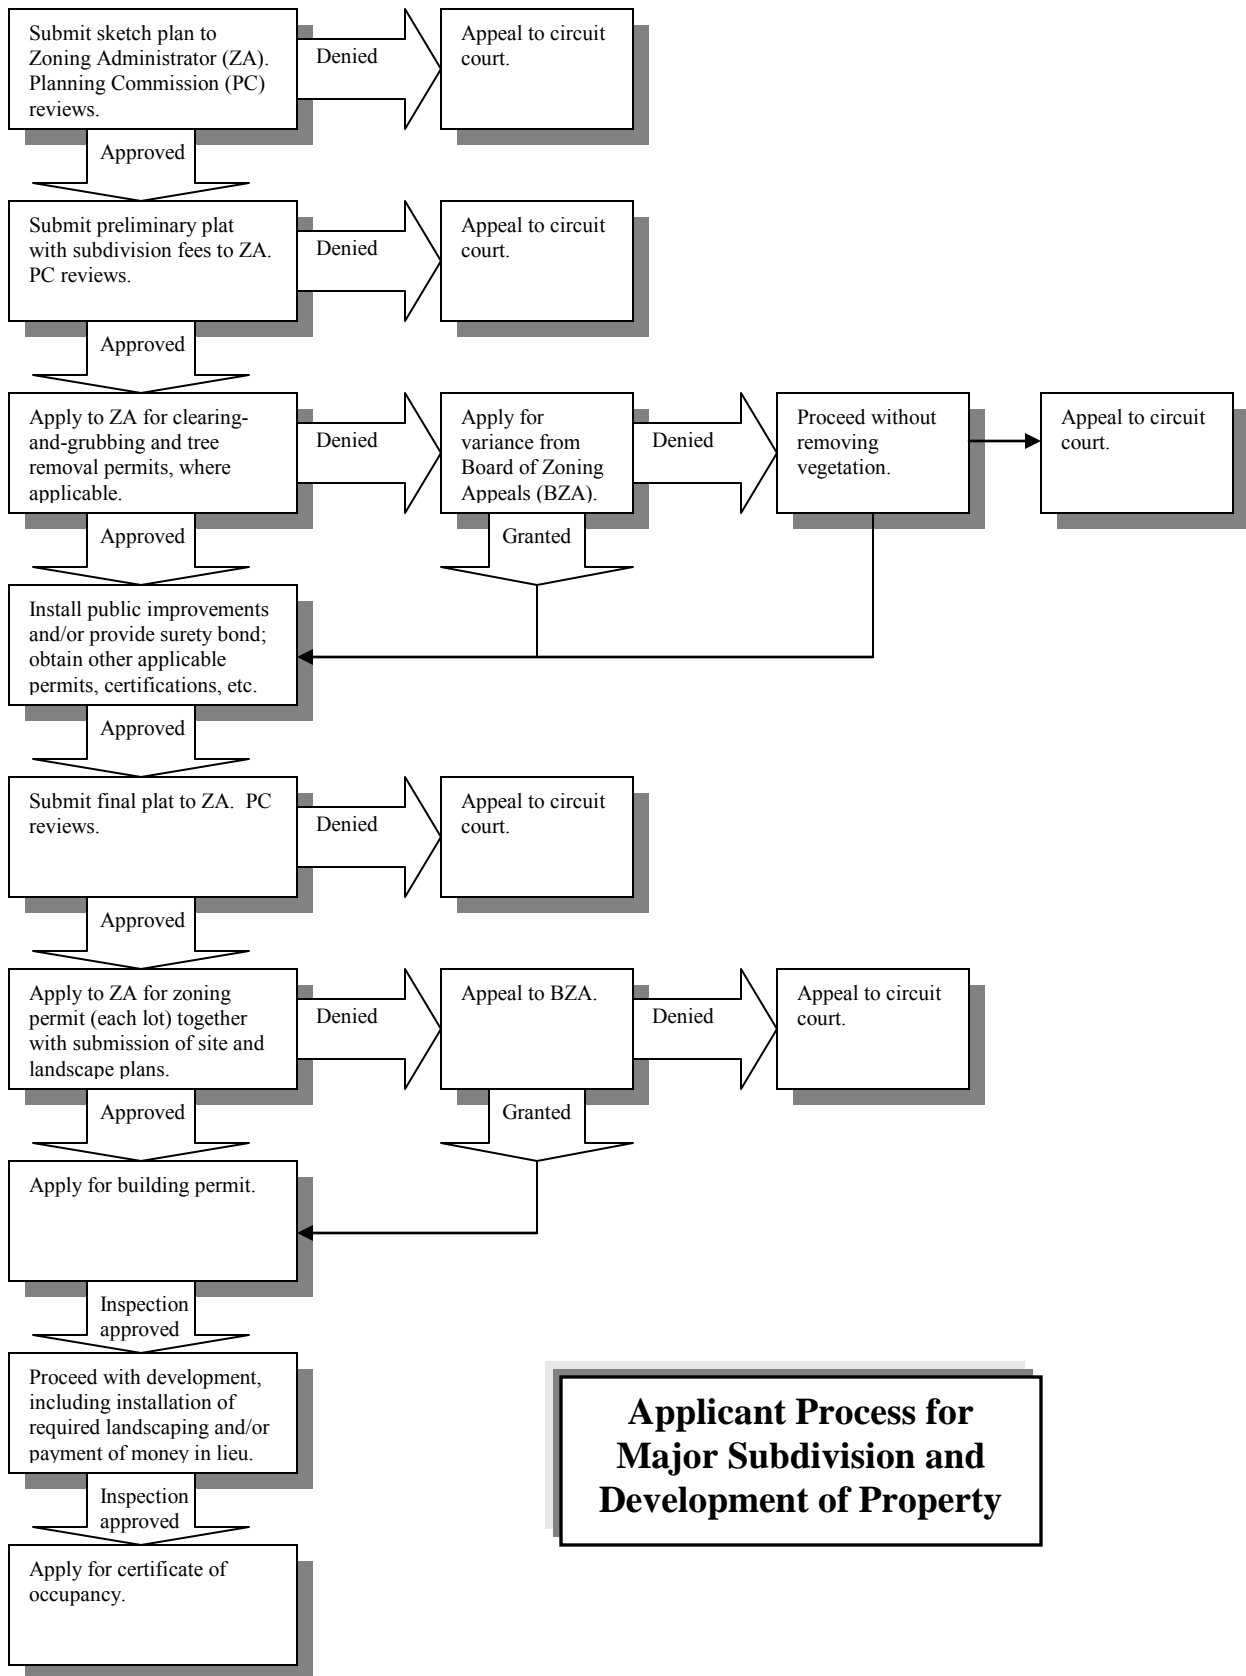 Submit sketch plan to
Zoning Administrator (ZA).
Planning Commission (PC)
reviews.
Denied
Appeal to circuit
court.
Approved
Submit preliminary plat
with subdivision fees to ZA.
PC reviews.
Denied
Appeal to circuit
court.
Approved
Apply to ZA for clearing-
and-grubbing and tree
removal permits, where
applicable.
Denied
Apply for
variance from
Board of Zoning
Appeals (BZA).
Denied
Proceed without
removing
vegetation.
Appeal to circuit
court.
Approved
Granted
Install public improvements
and/or provide surety bond;
obtain other applicable
permits, certifications, etc.
Approved
Submit final plat to ZA.  PC
reviews.
Denied
Appeal to circuit
court.
Approved
Apply to ZA for zoning
permit (each lot) together
with submission of site and
landscape plans.
Denied
Appeal to BZA.
Denied
Appeal to circuit
court.
Approved
Granted
Apply for building permit.
Inspection
approved
Proceed with development,
including installation of
required landscaping and/or
payment of money in lieu.
Inspection
approved
Apply for certificate of
occupancy.
Applicant Process for
Major Subdivision and
Development of Property